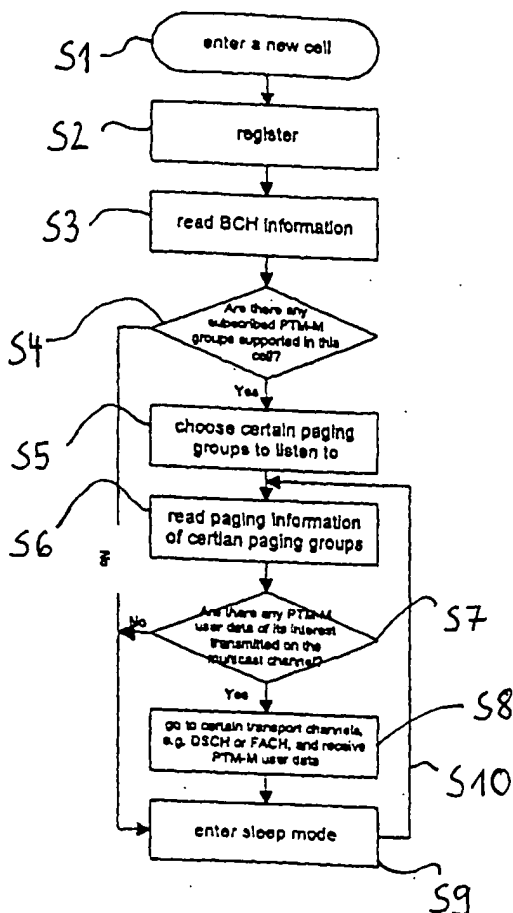 S1
enter a new cell
S2
register
S3
read BCH information
S4
Are there any
subscribed PTM-M
groups supported in this
cell?
Yes
S5
choose certain paging
groups to listen to
S6
read paging information
of certian paging groups
No
No
Are there any PTM-M
user data of its interest
transmitted on the
multicast channel?
S7
Yes
S8
go to certain transport channels,
e.g. DSCH or FACH, and receive
PTM-M user data
S10
enter sleep mode
S9